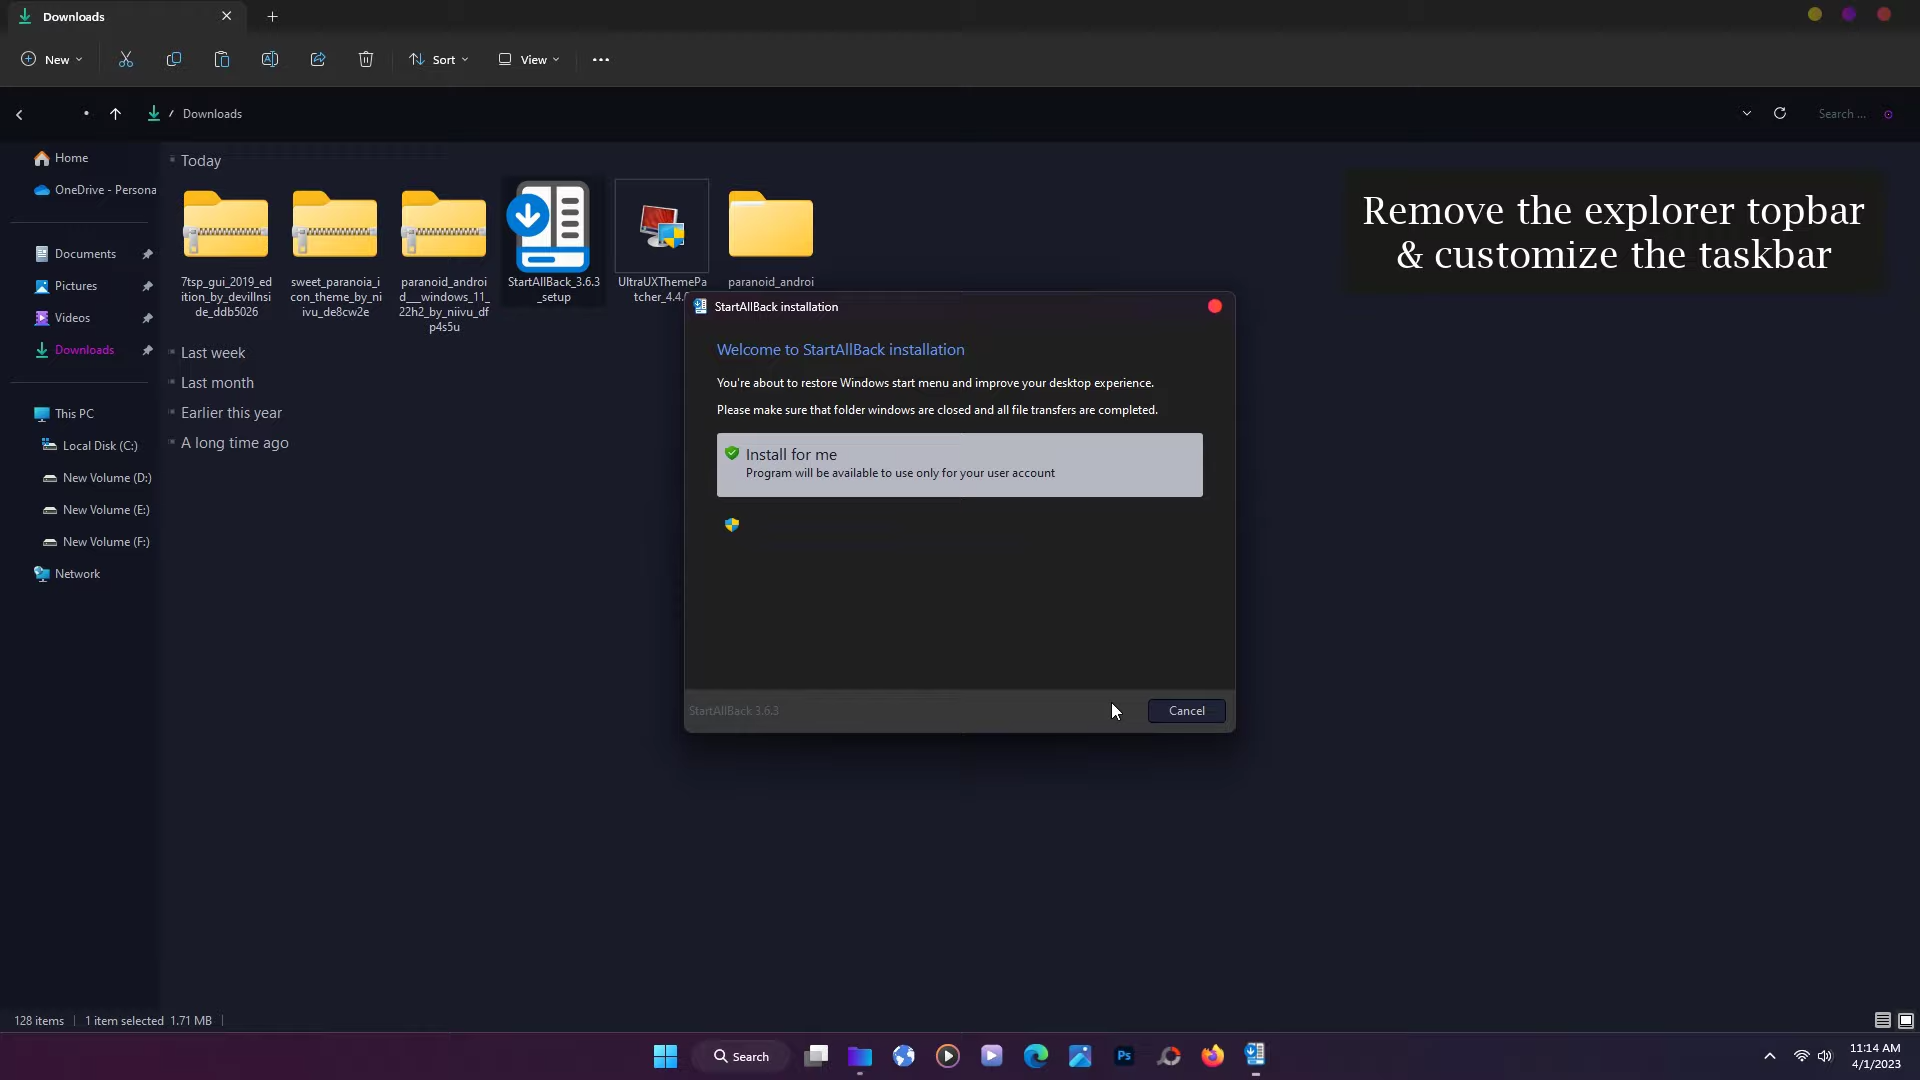 Downloads
New
Sort
View
Downloads
Search ...
Home
OneDrive - Persona
Documents
Pictures
Videos
Downloads
This PC
Local Disk (C:)
New Volume (D:)
New Volume (E:)
New Volume (F:)
Network
Today
7tsp_gui_2019_ed
ition_by_devillnsi
de_ddb5026
sweet_paranoia_i
con_theme_by_ni
ivu_de8cw2e
paranoid_androi
d___windows_11_
22h2_by_niivu_df
p4s5u
StartAllBack_3.6.3
_setup
UltraUXThemePa
tcher_4.4.
paranoid_androi
Last week
Last month
Earlier this year
A long time ago
Remove the explorer topbar
& customize the taskbar
StartAllBack installation
Welcome to StartAllBack installation
You're about to restore Windows start menu and improve your desktop experience.
Please make sure that folder windows are closed and all file transfers are completed.
Install for me
Program will be available to use only for your user account
StartAllBack 3.6.3
Cancel
128 items
1 item selected 1.71 MB
Search
Ps
11:14 AM
4/1/2023